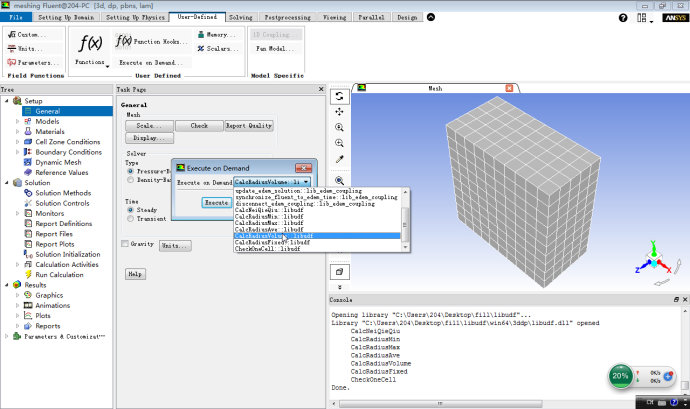 meshing Fluent@204-PC [3d, dp, pbns, lam]
File Setting Up Domain Setting Up Physics User-Defined Solving Postprocessing Viewing Parallel Design
ANSYS
Custom...
Units...
Parameters...
Field Functions
f(x)
Functions
f(x) Function Hooks...
Execute on Demand...
Memory...
Scalars...
User Defined
1D Coupling...
Fan Model...
Model Specific
Tree
Setup
General
Models
Materials
Cell Zone Conditions
Boundary Conditions
Dynamic Mesh
Reference Values
Solution
Solution Methods
Solution Controls
Monitors
Report Definitions
Report Files
Report Plots
Solution Initialization
Calculation Activities
Run Calculation
Results
Graphics
Animations
Plots
Reports
Parameters & Customizat
Task Page
General
Mesh
Scale... Check Report Quality
Display...
Solver
Type
Pressure-B
Density-Bas
Time
Steady
Transient
Gravity Units...
Help
Execute on Demand
Execute on Demand CalcRadiusVolume::li
Execute
update_edem_solution::lib_edem_coupling
synchronize_fluent_to_edem_time::lib_edem_coupling
disconnect_edem_coupling::lib_edem_coupling
CalcNeiQieQiu::libudf
CalcRadiusMin::libudf
CalcRadiusMax::libudf
CalcRadiusAve::libudf
CalcRadiusVolume::libudf
CalcRadiusFixed::libudf
CheckOneCell::libudf
Mesh
Y
Z
X
Console
Opening library "C:\Users\204\Desktop\fill\libudf"...
Library "C:\Users\204\Desktop\fill\libudf\win64\3ddp\libudf.dll" opened
CalcNeiQieQiu
CalcRadiusMin
CalcRadiusMax
CalcRadiusAve
CalcRadiusVolume
CalcRadiusFixed
CheckOneCell
Done.
20%
0K/s
0K/s
EN